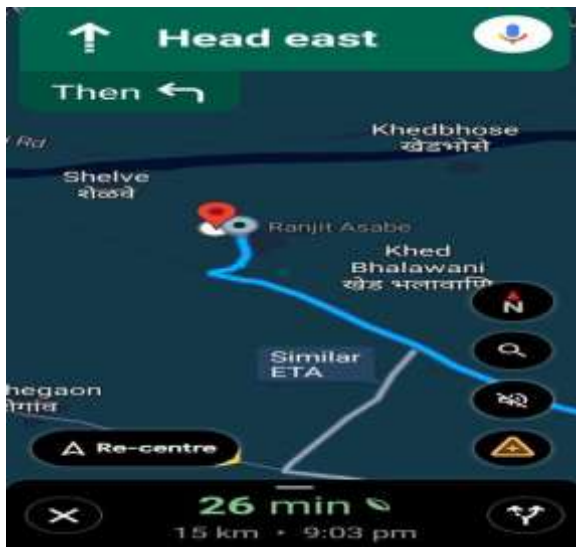 Head east
Then
Rd
Khedbhose
खेडभोसे
Shelve
शेळवे
Ranjit Asabe
Khed
Bhalawani
खेड भलावाणि
N
Similar
ETA
hegaon
Re-centre
26 min
15 km • 9:03 pm